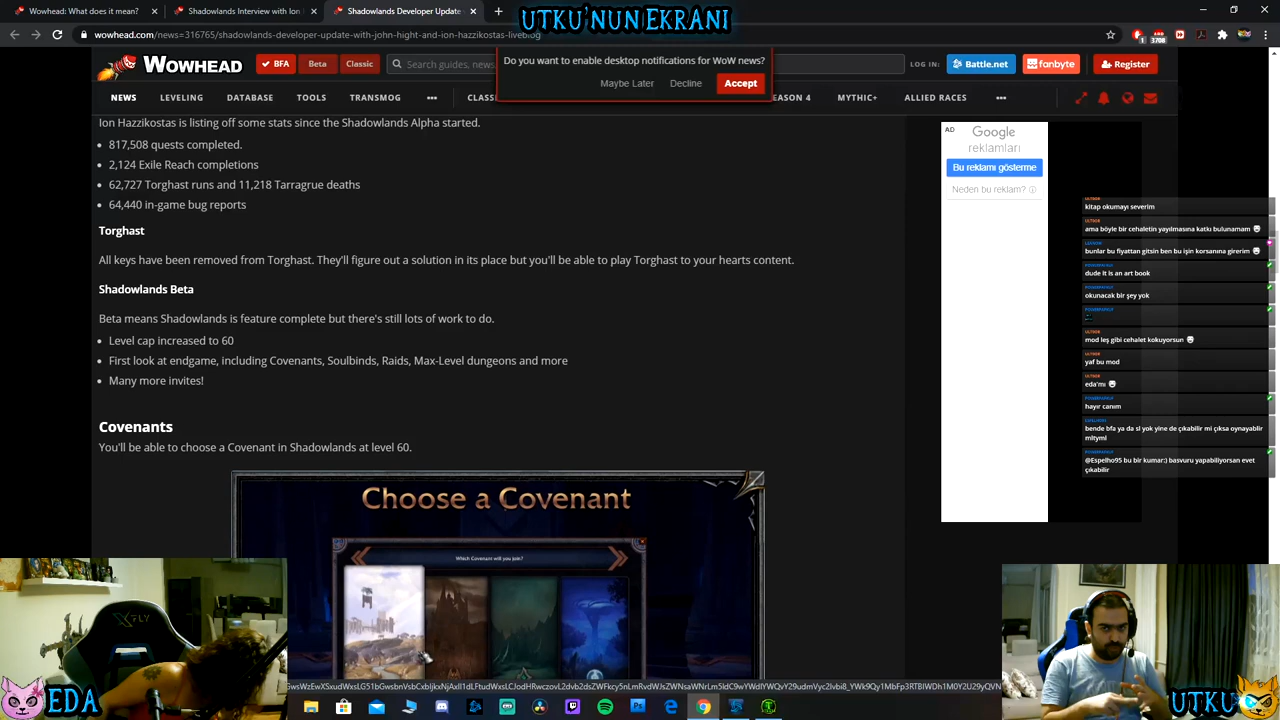 What does it mean?
Interview with Ion
Shadowlands Developer Update
UTKU'NUN EKRANI
wowhead.com/news=316765/shadowlands-developer-update-with-john-hight-and-ion-hazzikostas-liveblog
1
3708
WOWHEAD
BFA
Beta
Classic
Search guides, news
Do you want to enable desktop notifications for WoW news?
Maybe Later
Decline
Accept
LOG IN:
Battle.net
fanbyte
Register
NEWS
LEVELING
DATABASE
TOOLS
TRANSMOG
CLASS
SEASON 4
MYTHIC+
ALLIED RACES
Ion Hazzikostas is listing off some stats since the Shadowlands Alpha started.
• 817,508 quests completed.
• 2,124 Exile Reach completions
• 62,727 Torghast runs and 11,218 Tarragrue deaths
• 64,440 in-game bug reports
Torghast
All keys have been removed from Torghast. They'll figure out a solution in its place but you'll be able to play Torghast to your hearts content.
Shadowlands Beta
Beta means Shadowlands is feature complete but there's still lots of work to do.
• Level cap increased to 60
• First look at endgame, including Covenants, Soulbinds, Raids, Max-Level dungeons and more
• Many more invites!
Covenants
You'll be able to choose a Covenant in Shadowlands at level 60.
Choose a Covenant
Which Covenant will you join?
AD
Google
reklamları
Bu reklamı gösterme
Neden bu reklam?
kitap okumayı severim
ama böyle bir cehaletin yayılmasına katkı bulunamam
bunlar bu fiyattan gitsin ben bu işin korsanına girerim
dude it is an art book
okunacak bir şey yok
mod leş gibi cehalet kokuyorsun
yaf bu mod
eda'mı
hayır canım
bende bfa ya da sl yok yine de çıkabilir mi çıksa oynayabilir
miıymi
@Espelho95 bu bir kumar:) basvuru yapabiliyorsan evet
çıkabilir
XFLY
EDA
UTKU